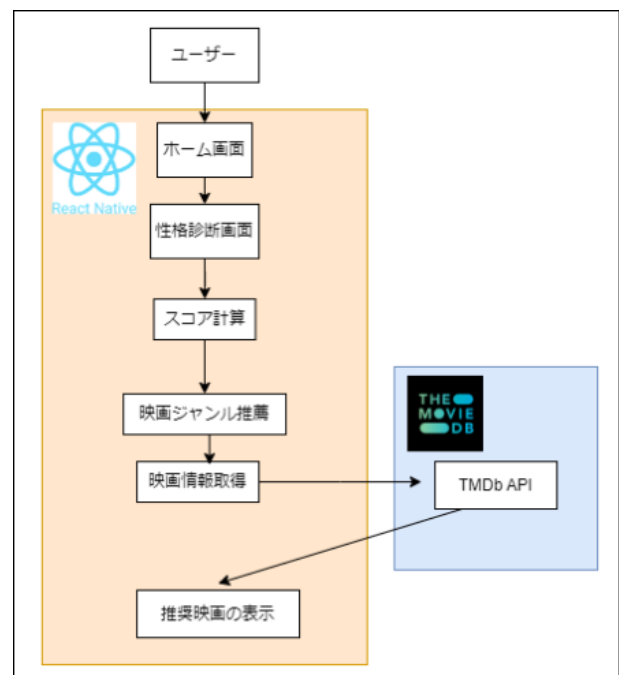 ユーザー
ホーム画面
React Native
性格診断画面
スコア計算
映画ジャンル推薦
THE
MOVIE
DB
映画情報取得
TMDb API
推奨映画の表示